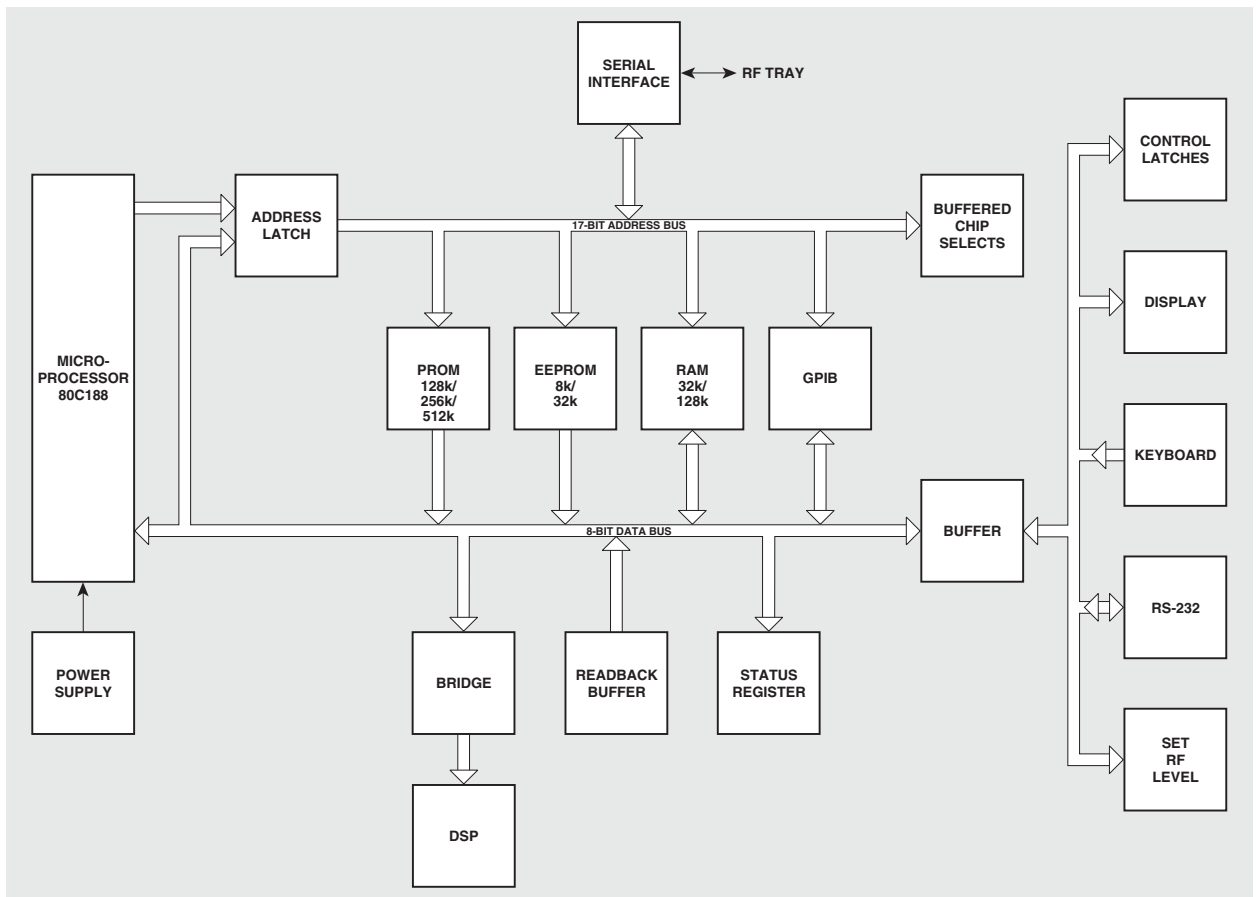 SERIAL
INTERFACE
RF TRAY
CONTROL
LATCHES
ADDRESS
LATCH
17-BIT ADDRESS BUS
BUFFERED
CHIP
SELECTS
DISPLAY
MICRO-
PROCESSOR
80C188
PROM
128k/
256k/
512k
EEPROM
8k/
32k
RAM
32k/
128k
GPIB
KEYBOARD
8-BIT DATA BUS
BUFFER
RS-232
POWER
SUPPLY
BRIDGE
READBACK
BUFFER
STATUS
REGISTER
SET
RF
LEVEL
DSP